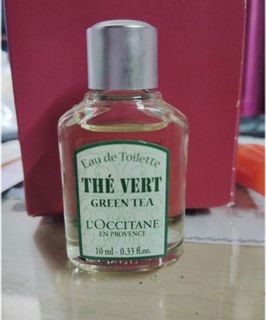 Eau de Toilette
THÉ VERT
GREEN TEA
L'OCCITANE
EN PROVENCE
10 ml - 0.33 fl.oz.